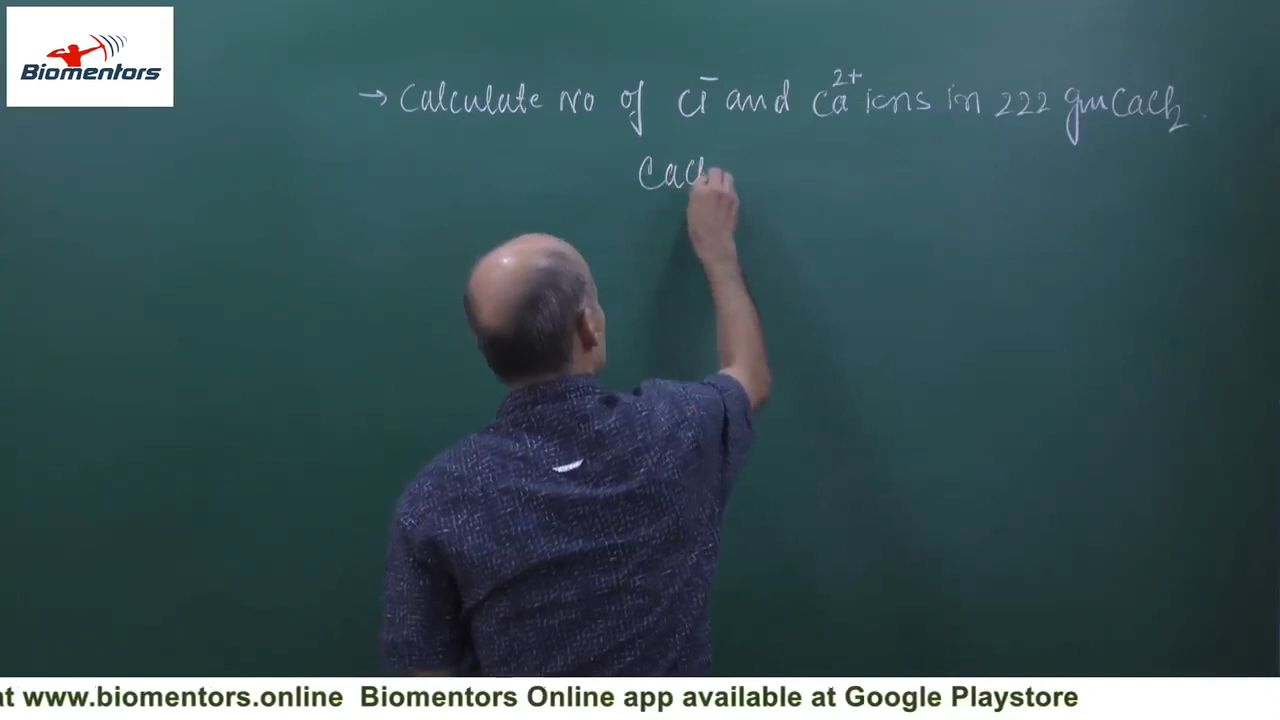 Biomentors
→ Calculate No of Cl⁻ and Ca²⁺ ions in 222 gm CaCl₂.
CaCl
at www.biomentors.online Biomentors Online app available at Google Playstore